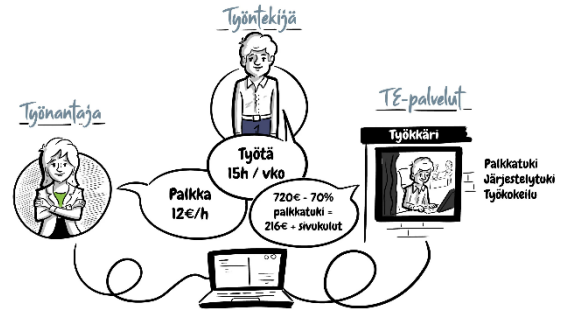 Työntekijä
Työnantaja
TE-palvelut
Työkkäri
Palkkatuki
Järjestelytuki
Työkokeilu
Työtä
15h / vko
Palkka
12€/h
720€ - 70%
palkkatuki =
216€ + sivukulut